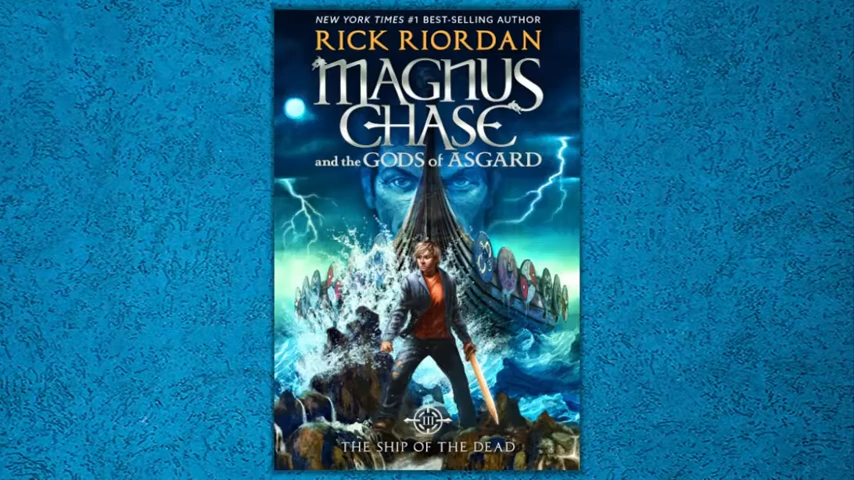 NEW YORK TIMES #1 BEST-SELLING AUTHOR
RICK RIORDAN
MAGNUS
CHASE
and the GODS of ASGARD
III
THE SHIP OF THE DEAD